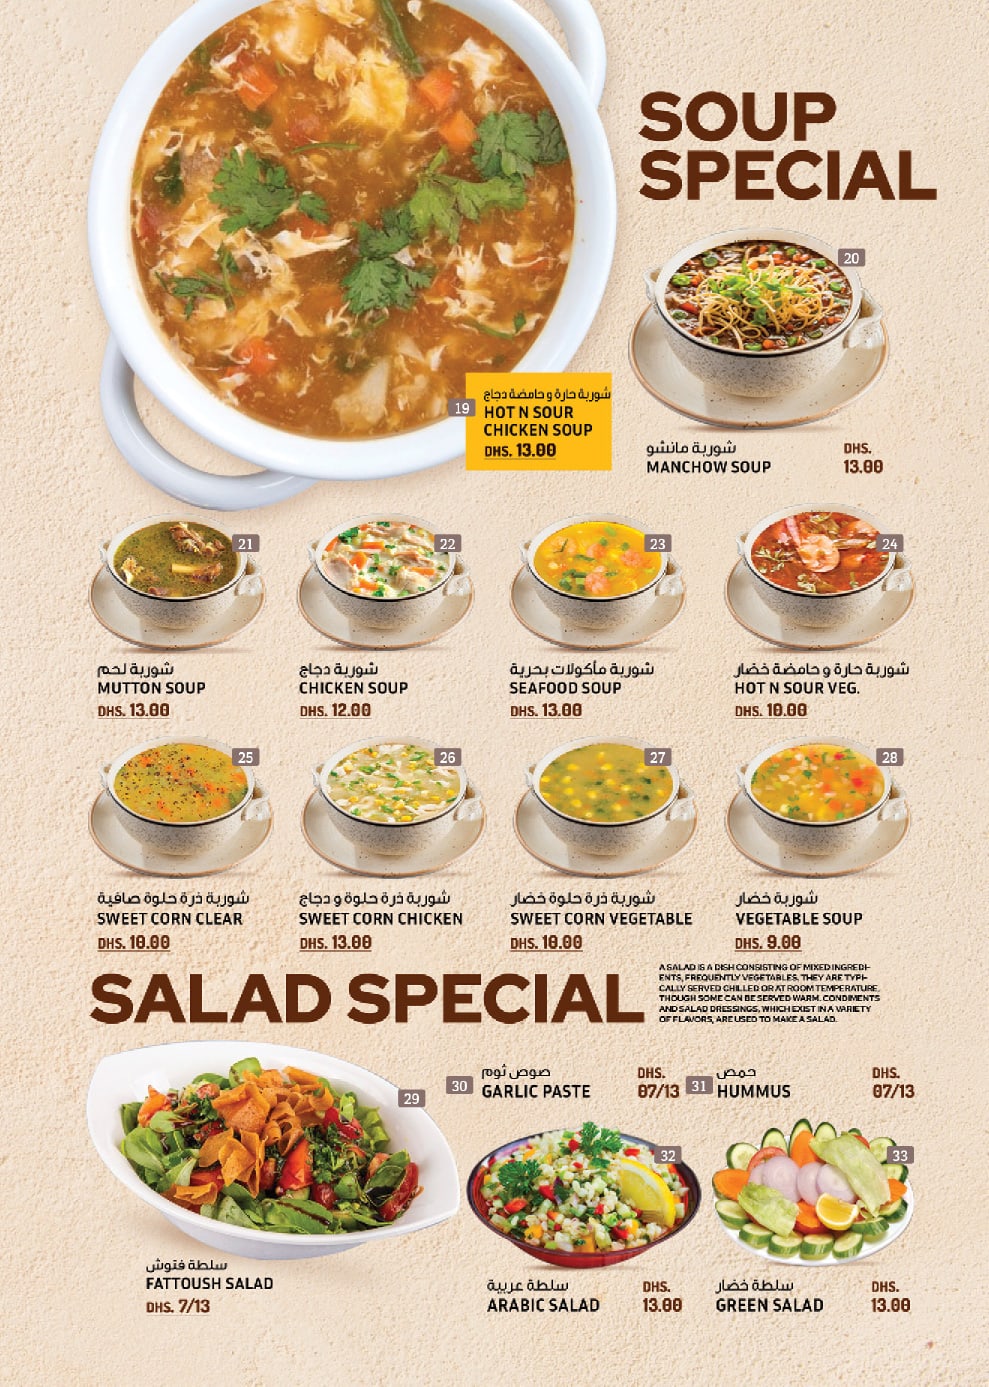 SOUP
SPECIAL
20
19
شوربة حارة و حامضة دجاج
HOT N SOUR
CHICKEN SOUP
DHS. 13.00
شوربة مانشو
MANCHOW SOUP
DHS.
13.00
21
22
23
24
شوربة لحم
MUTTON SOUP
DHS. 13.00
شوربة دجاج
CHICKEN SOUP
DHS. 12.00
شوربة مأكولات بحرية
SEAFOOD SOUP
DHS. 13.00
شوربة حارة و حامضة خضار
HOT N SOUR VEG.
DHS. 10.00
25
26
27
28
شوربة ذرة حلوة صافية
SWEET CORN CLEAR
DHS. 10.00
شوربة ذرة حلوة و دجاج
SWEET CORN CHICKEN
DHS. 13.00
شوربة ذرة حلوة خضار
SWEET CORN VEGETABLE
DHS. 10.00
شوربة خضار
VEGETABLE SOUP
DHS. 9.00
SALAD SPECIAL
A SALAD IS A DISH CONSISTING OF MIXED INGREDI-
ENTS, FREQUENTLY VEGETABLES. THEY ARE TYPI-
CALLY SERVED CHILLED OR AT ROOM TEMPERATURE,
THOUGH SOME CAN BE SERVED WARM. CONDIMENTS
AND SALAD DRESSINGS, WHICH EXIST IN A VARIETY
OF FLAVORS, ARE USED TO MAKE A SALAD.
29
30
صوص ثوم
GARLIC PASTE
DHS.
07/13
31
حمص
HUMMUS
DHS.
07/13
32
33
سلطة فتوش
FATTOUSH SALAD
DHS. 7/13
سلطة عربية
ARABIC SALAD
DHS.
13.00
سلطة خضار
GREEN SALAD
DHS.
13.00